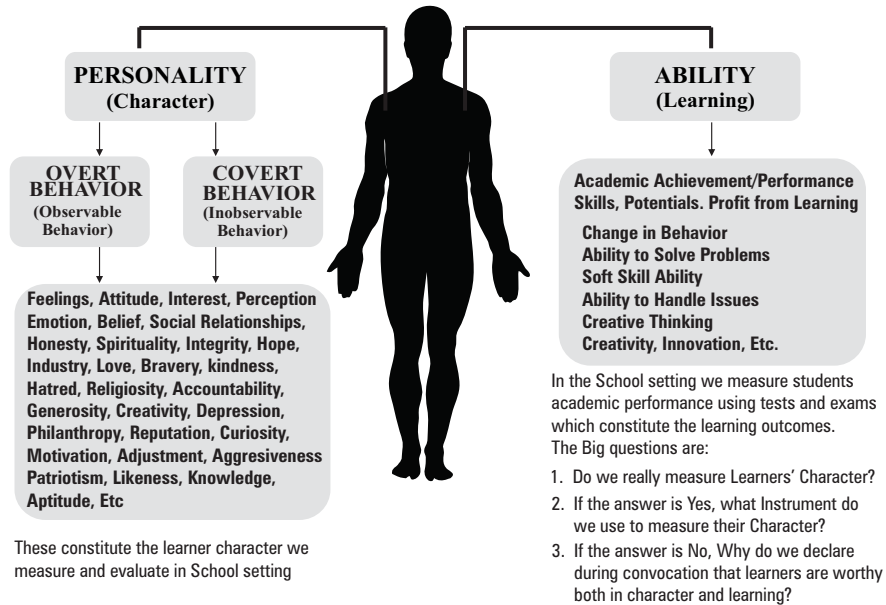 PERSONALITY
(Character)
OVERT
BEHAVIOR
(Observable
Behavior)
COVERT
BEHAVIOR
(Inobservable
Behavior)
Feelings, Attitude, Interest, Perception
Emotion, Belief, Social Relationships,
Honesty, Spirituality, Integrity, Hope,
Industry, Love, Bravery, kindness,
Hatred, Religiosity, Accountability,
Generosity, Creativity, Depression,
Philanthropy, Reputation, Curiosity,
Motivation, Adjustment, Aggresiveness
Patriotism, Likeness, Knowledge,
Aptitude, Etc
These constitute the learner character we
measure and evaluate in School setting
ABILITY
(Learning)
Academic Achievement/Performance
Skills, Potentials. Profit from Learning
Change in Behavior
Ability to Solve Problems
Soft Skill Ability
Ability to Handle Issues
Creative Thinking
Creativity, Innovation, Etc.
In the School setting we measure students
academic performance using tests and exams
which constitute the learning outcomes.
The Big questions are:
1. Do we really measure Learners' Character?
2. If the answer is Yes, what Instrument do
we use to measure their Character?
3. If the answer is No, Why do we declare
during convocation that learners are worthy
both in character and learning?